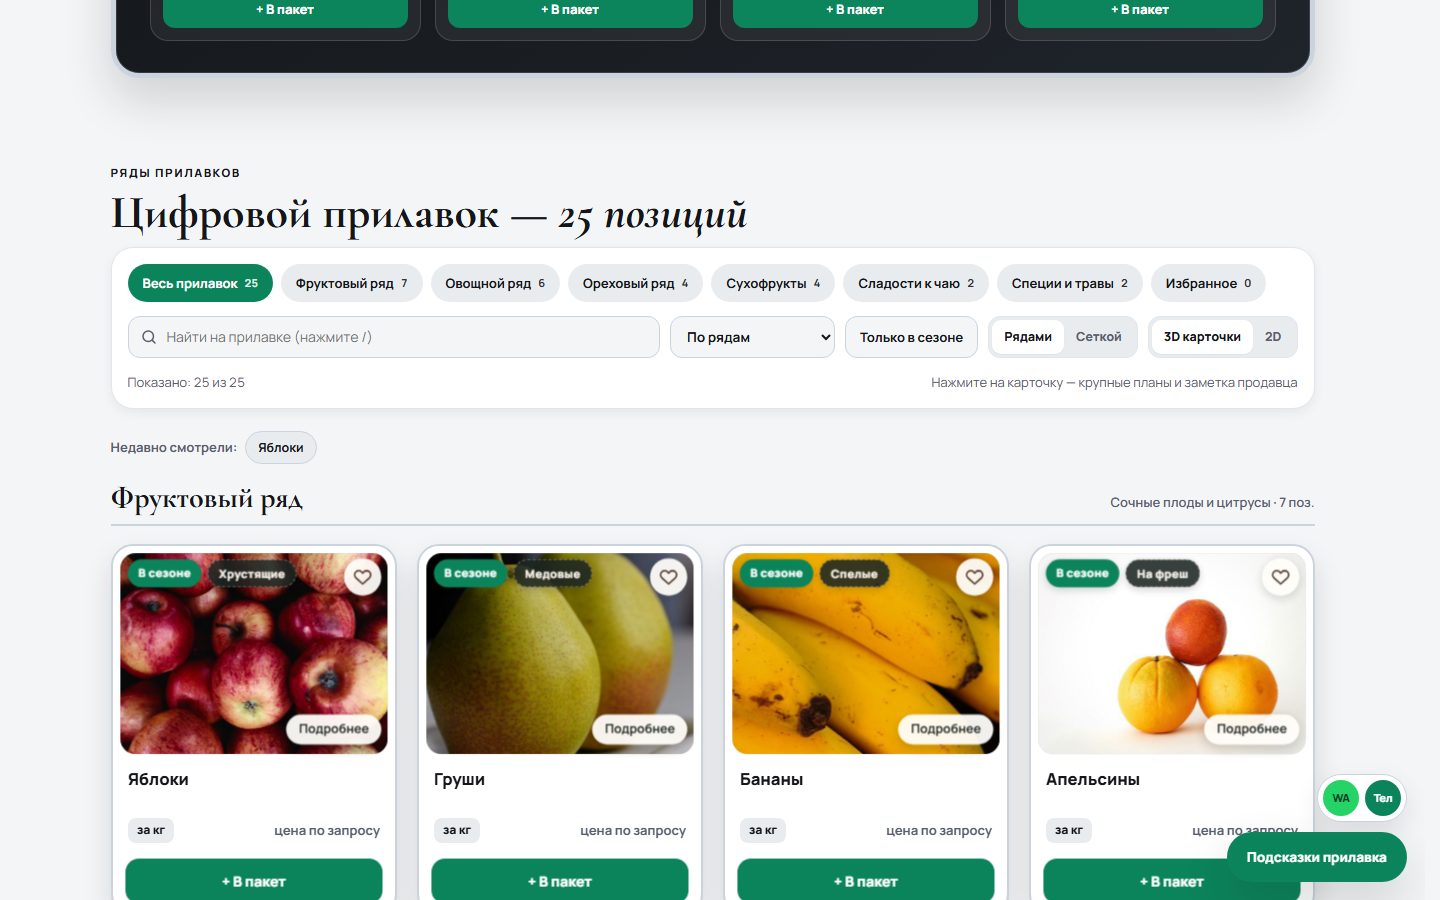 + В пакет + В пакет + В пакет + В пакет
РЯДЫ ПРИЛАВКОВ
Цифровой прилавок — 25 позиций
Весь прилавок 25 Фруктовый ряд 7 Овощной ряд 6 Ореховый ряд 4 Сухофрукты 4 Сладости к чаю 2 Специи и травы 2 Избранное 0
Найти на прилавке (нажмите /) По рядам Только в сезоне Рядами Сеткой 3D карточки 2D
Показано: 25 из 25 Нажмите на карточку — крупные планы и заметка продавца
Недавно смотрели: Яблоки
Фруктовый ряд Сочные плоды и цитрусы · 7 поз.
В сезоне Хрустящие В сезоне Медовые В сезоне Спелые В сезоне На фреш
Подробнее Подробнее Подробнее Подробнее
Яблоки Груши Бананы Апельсины
WA Тел
за кг цена по запросу за кг цена по запросу за кг цена по запросу за кг цена по запросу
Подсказки прилавка
+ В пакет + В пакет + В пакет + В пакет